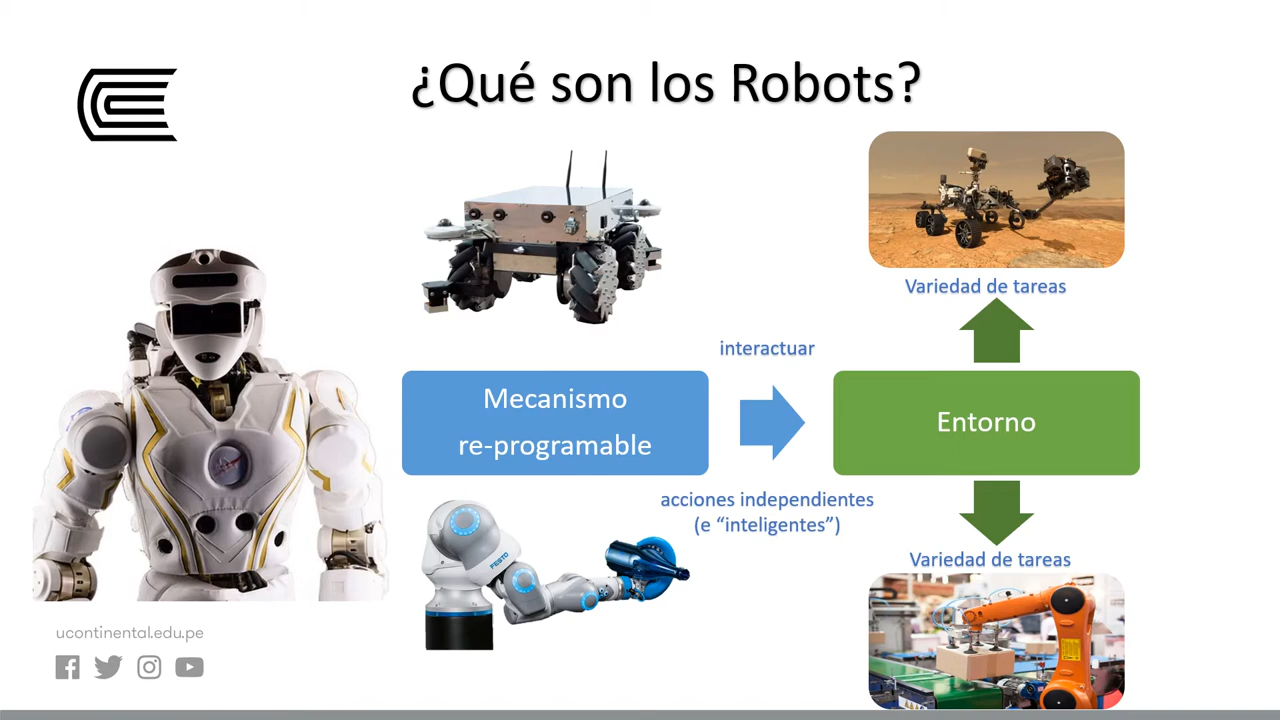 ¿Qué son los Robots?
Variedad de tareas
interactuar
Mecanismo
re-programable
Entorno
acciones independientes
(e “inteligentes”)
FESTO
Variedad de tareas
ucontinental.edu.pe